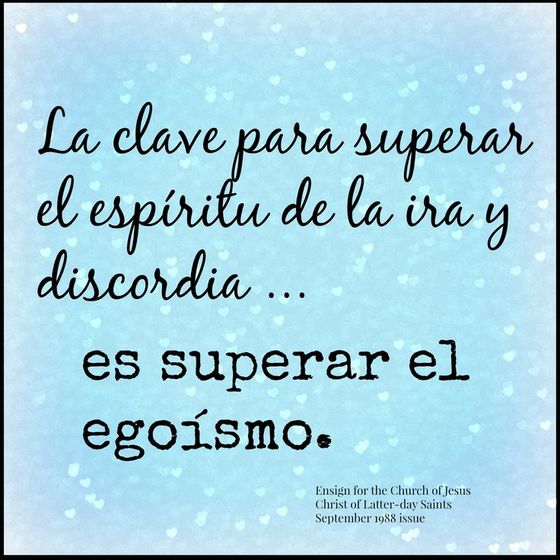 La clave para superar
el espíritu de la ira y
discordia ...
es superar el
egoísmo.
Ensign for the Church of Jesus
Christ of Latter-day Saints
September 1988 issue